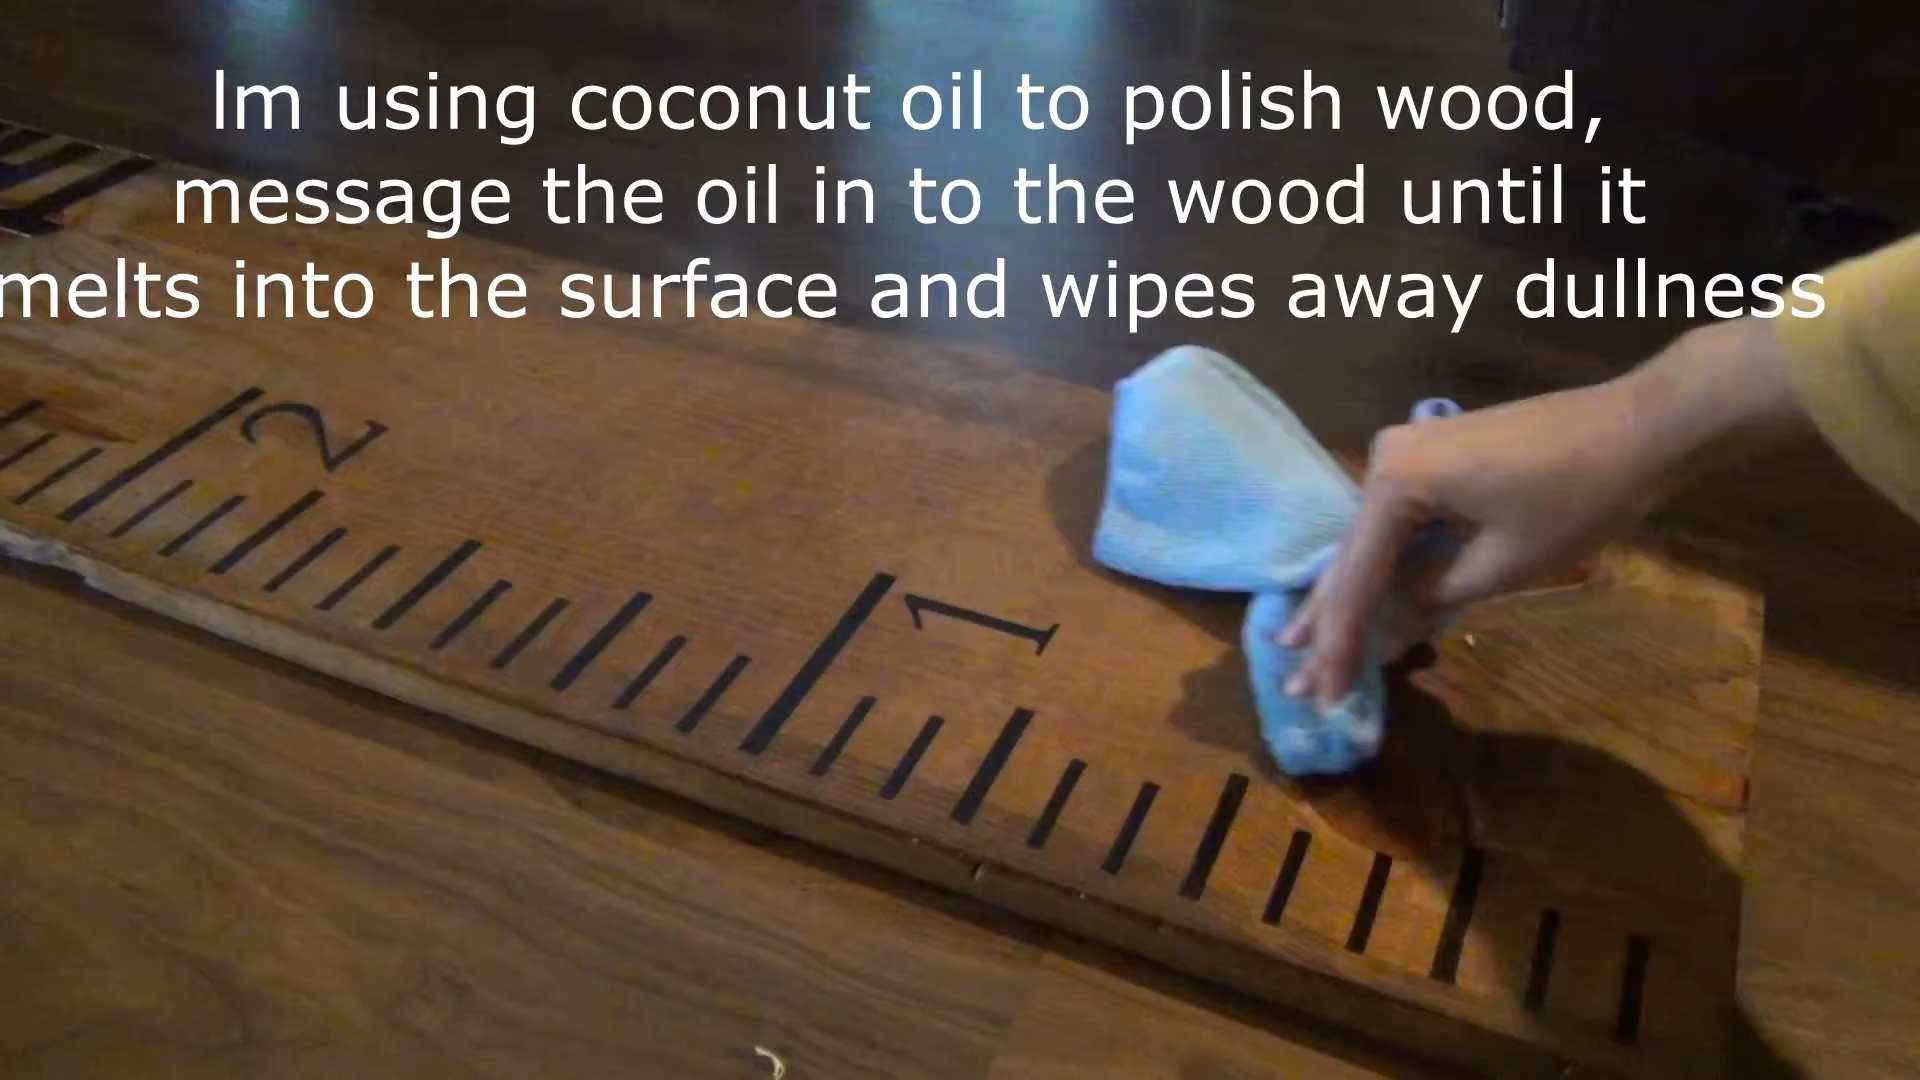 Im using coconut oil to polish wood,
message the oil in to the wood until it
melts into the surface and wipes away dullness
2
1